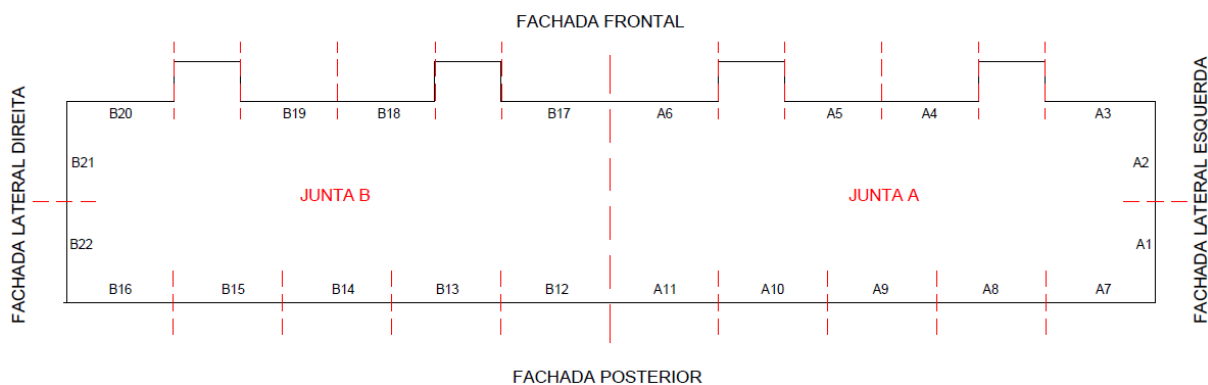 FACHADA FRONTAL
FACHADA LATERAL DIREITA
FACHADA LATERAL ESQUERDA
B20 B19 B18 B17 A6 A5 A4 A3
B21 A2
JUNTA B JUNTA A
B22 A1
B16 B15 B14 B13 B12 A11 A10 A9 A8 A7
FACHADA POSTERIOR